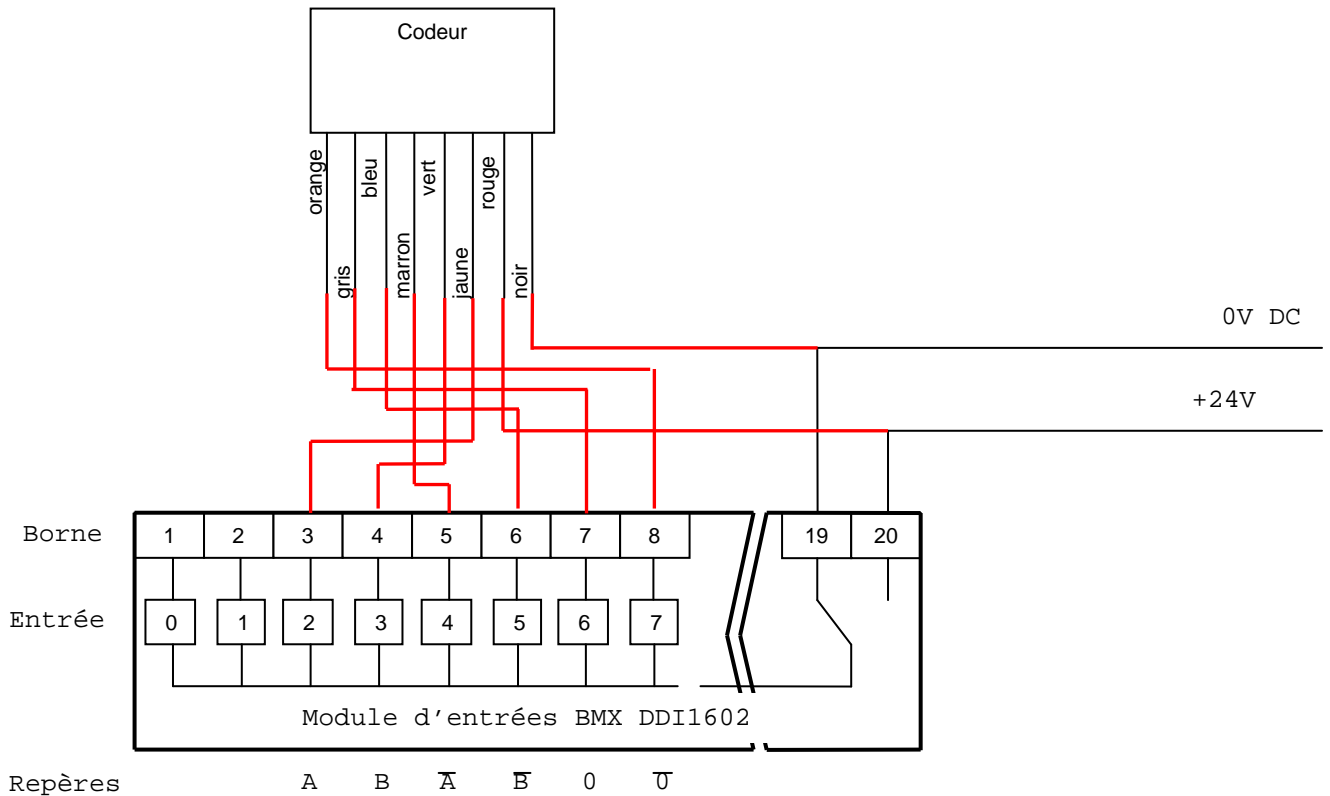 Codeur
orange
gris
bleu
marron
vert
jaune
rouge
noir
0V DC
+24V
Borne 1 2 3 4 5 6 7 8 19 20
Entrée 0 1 2 3 4 5 6 7
Module d'entrées BMX DDI1602
Repères A B A̅ B̅ 0 0̅